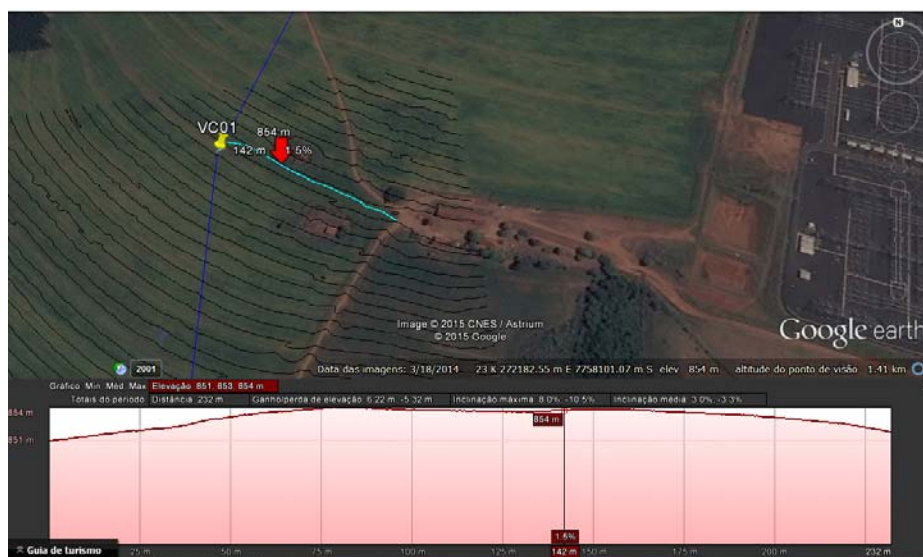 N
VC01
854 m
142 m 1.5%
Image © 2015 CNES / Astrium
© 2015 Google
Google earth
2001
Data das imagens: 3/18/2014 23 K 272182.55 m E 7758101.07 m S elev 854 m altitude do ponto de visão 1.41 km
Gráfico Min Méd Max Elevação 851, 853, 854 m
Totais do período Distância: 232 m Ganho/perda de elevação: 6.22 m, -5.32 m Inclinação máxima: 8.0%, -10.5% Inclinação média: 3.0%, -3.3%
854 m
854 m
851 m
1.5%
Guia de turismo 25 m 50 m 75 m 100 m 125 m 142 m 150 m 175 m 200 m 232 m